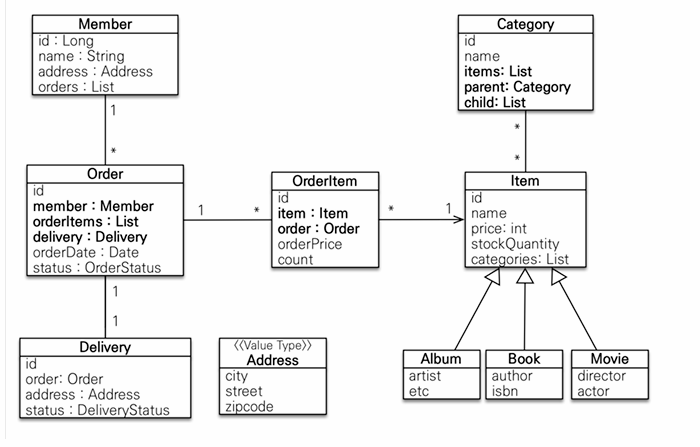 Member
id : Long
name : String
address : Address
orders : List
1
*
Category
id
name
items: List
parent: Category
child: List
*
*
Order
id
member : Member
orderItems : List
delivery : Delivery
orderDate : Date
status : OrderStatus
1
*
OrderItem
id
item : Item
order : Order
orderPrice
count
*
1
Item
id
name
price: int
stockQuantity
categories: List
1
1
Delivery
id
order: Order
address : Address
status : DeliveryStatus
《Value Type》
Address
city
street
zipcode
Album
artist
etc
Book
author
isbn
Movie
director
actor